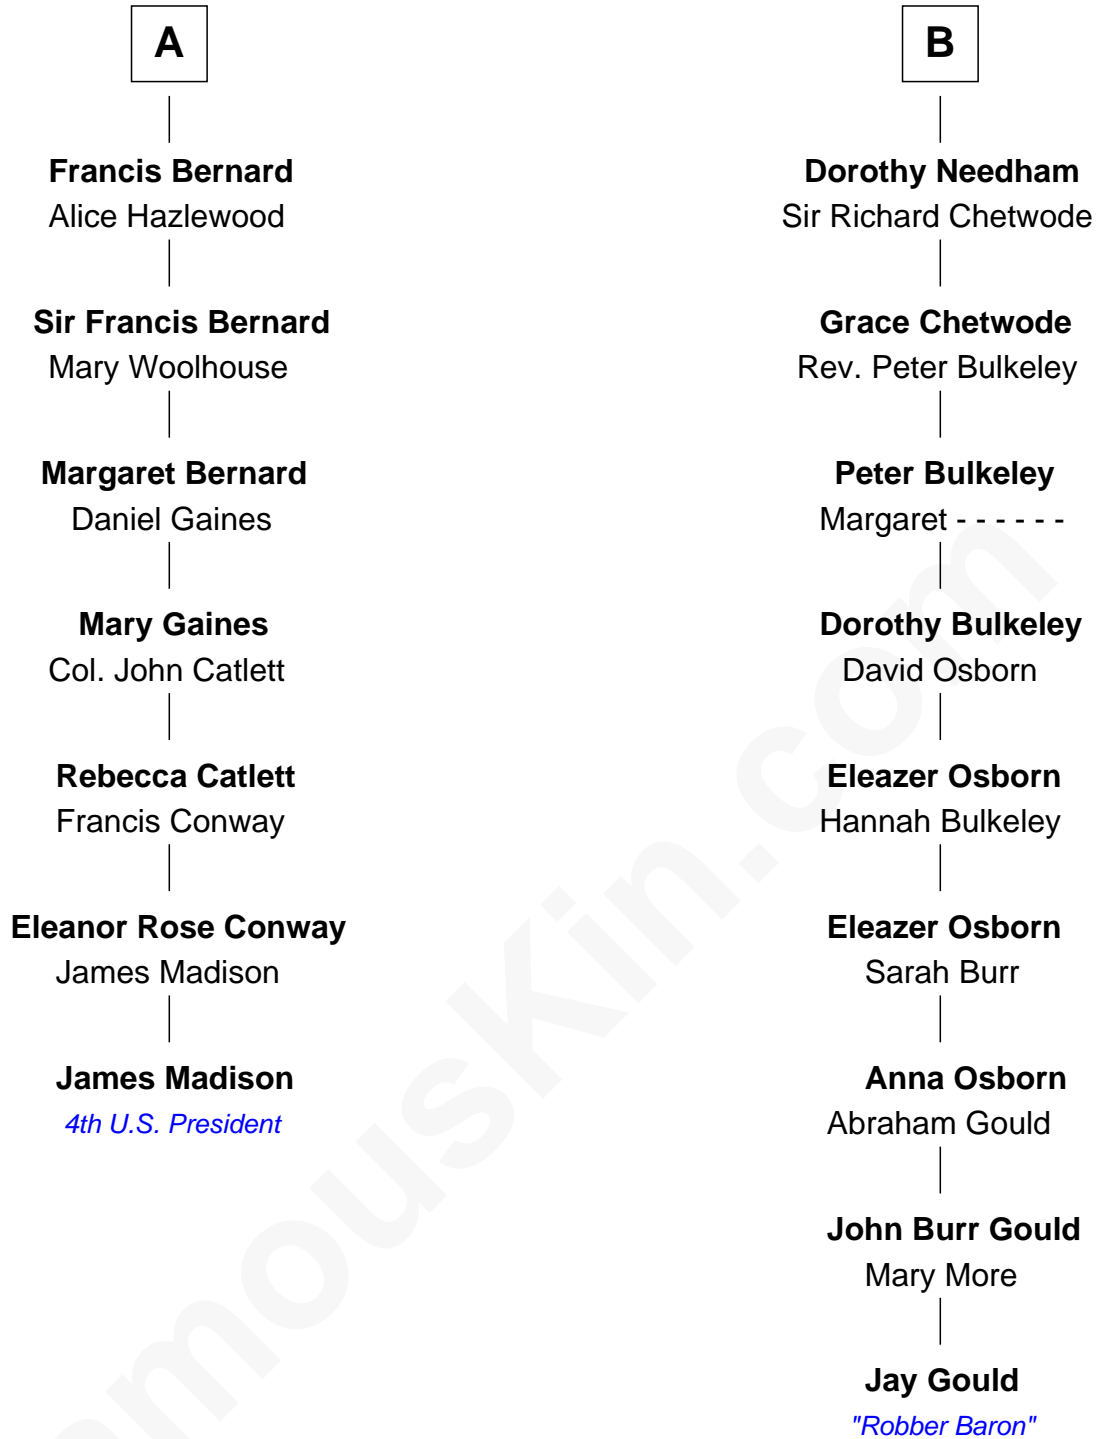 A
Francis Bernard
Alice Hazlewood
Sir Francis Bernard
Mary Woolhouse
Margaret Bernard
Daniel Gaines
Mary Gaines
Col. John Catlett
Rebecca Catlett
Francis Conway
Eleanor Rose Conway
James Madison
James Madison
4th U.S. President
B
Dorothy Needham
Sir Richard Chetwode
Grace Chetwode
Rev. Peter Bulkeley
Peter Bulkeley
Margaret - - - - - -
Dorothy Bulkeley
David Osborn
Eleazer Osborn
Hannah Bulkeley
Eleazer Osborn
Sarah Burr
Anna Osborn
Abraham Gould
John Burr Gould
Mary More
Jay Gould
"Robber Baron"
amouskin.com